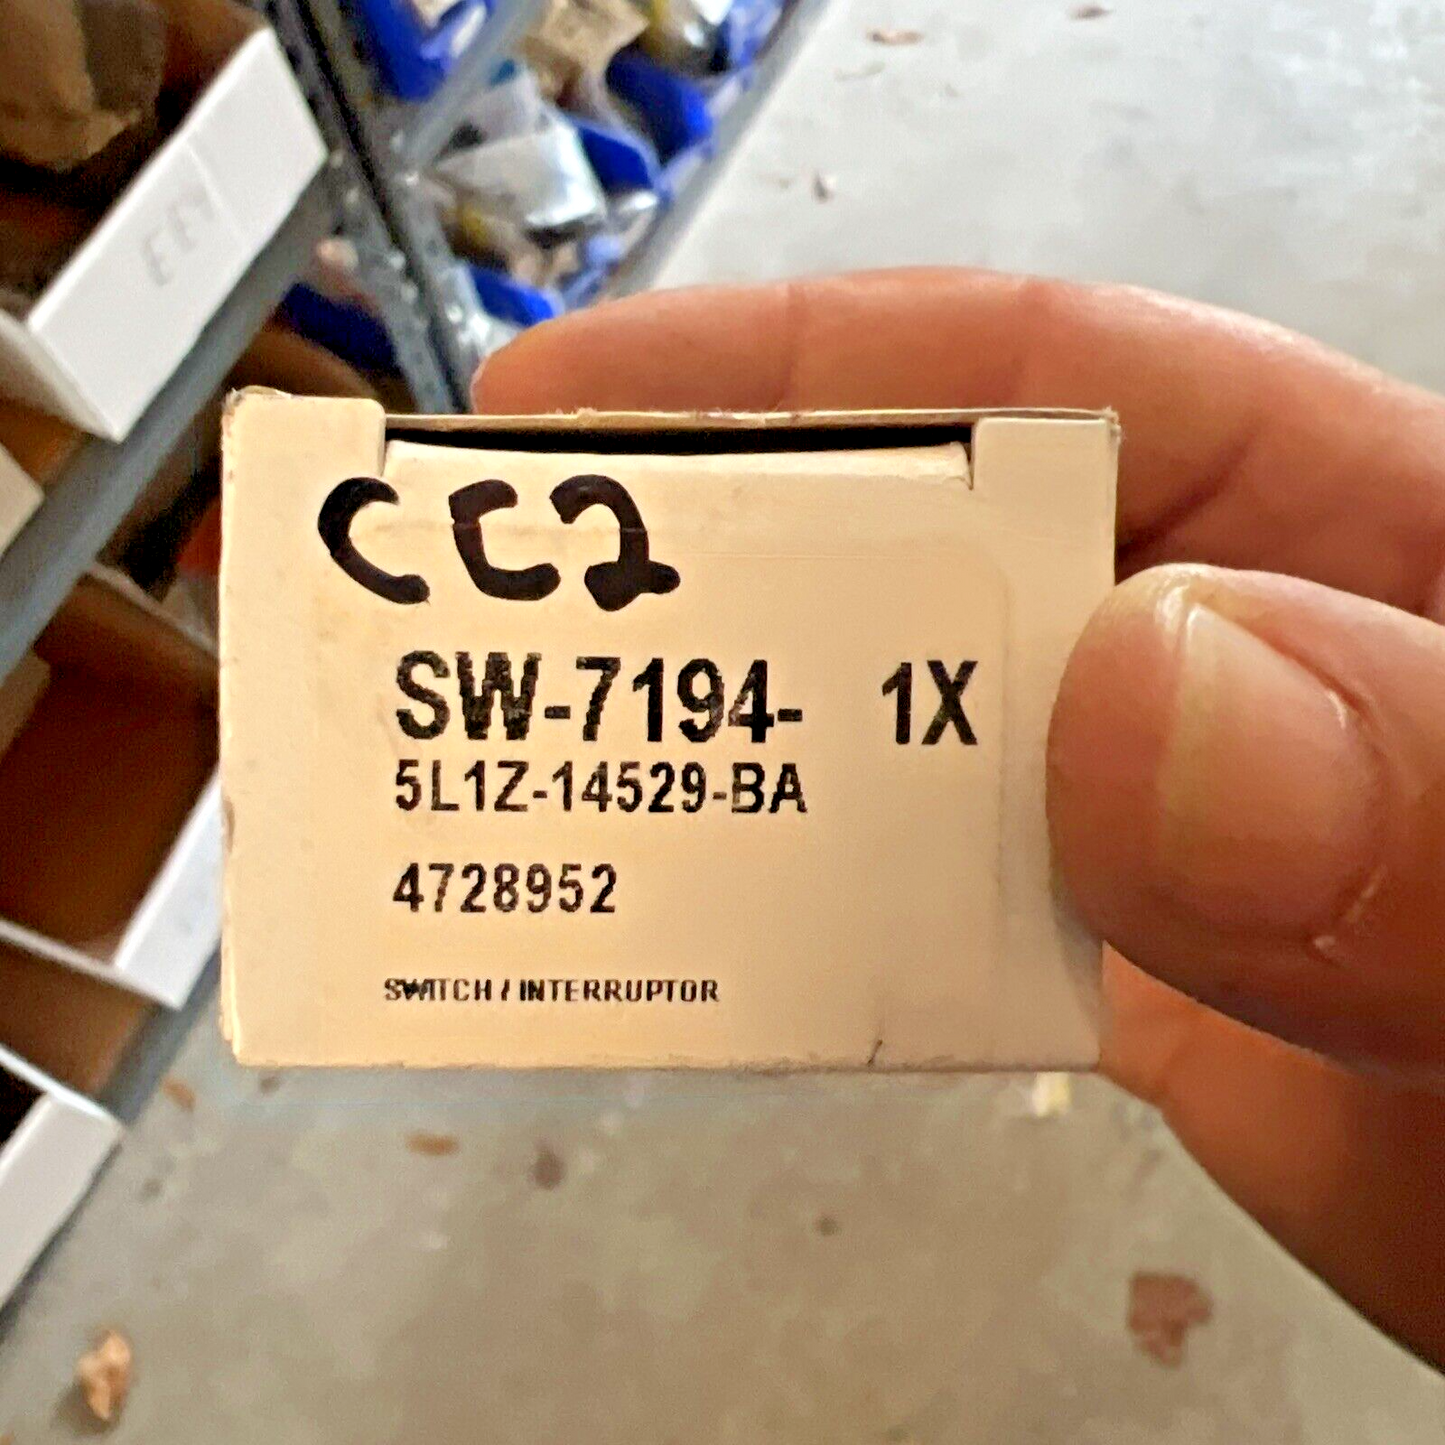 CC2
SW-7194- 1X
5L1Z-14529-BA
4728952
SWITCH / INTERRUPTOR